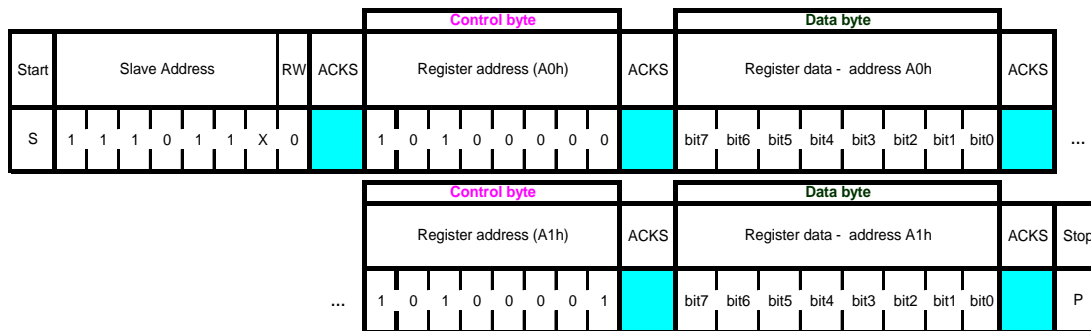 Control byte Data byte
Start Slave Address RW ACKS Register address (A0h) ACKS Register data - address A0h ACKS
S 1 1 1 0 1 1 X 0 1 0 1 0 0 0 0 0 bit7 bit6 bit5 bit4 bit3 bit2 bit1 bit0 ...
Control byte Data byte
Register address (A1h) ACKS Register data - address A1h ACKS Stop
... 1 0 1 0 0 0 0 1 bit7 bit6 bit5 bit4 bit3 bit2 bit1 bit0 P